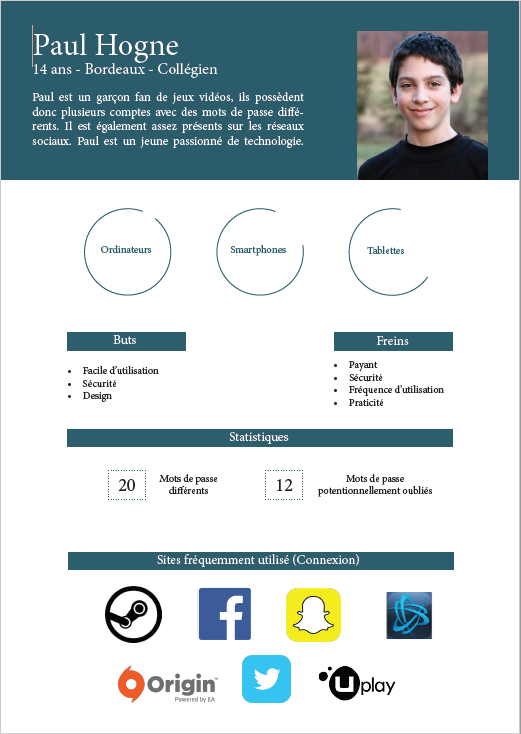 Paul Hogne
14 ans - Bordeaux - Collégien
Paul est un garçon fan de jeux vidéos, ils possèdent
donc plusieurs comptes avec des mots de passe diffé-
rents. Il est également assez présents sur les réseaux
sociaux. Paul est un jeune passionné de technologie.
Ordinateurs
Smartphones
Tablettes
Buts
• Facile d'utilisation
• Sécurité
• Design
Freins
• Payant
• Sécurité
• Fréquence d'utilisation
• Praticité
Statistiques
20
Mots de passe
différents
12
Mots de passe
potentionnellement oubliés
Sites fréquemment utilisé (Connexion)
f
Origin™
Powered by EA
Uplay